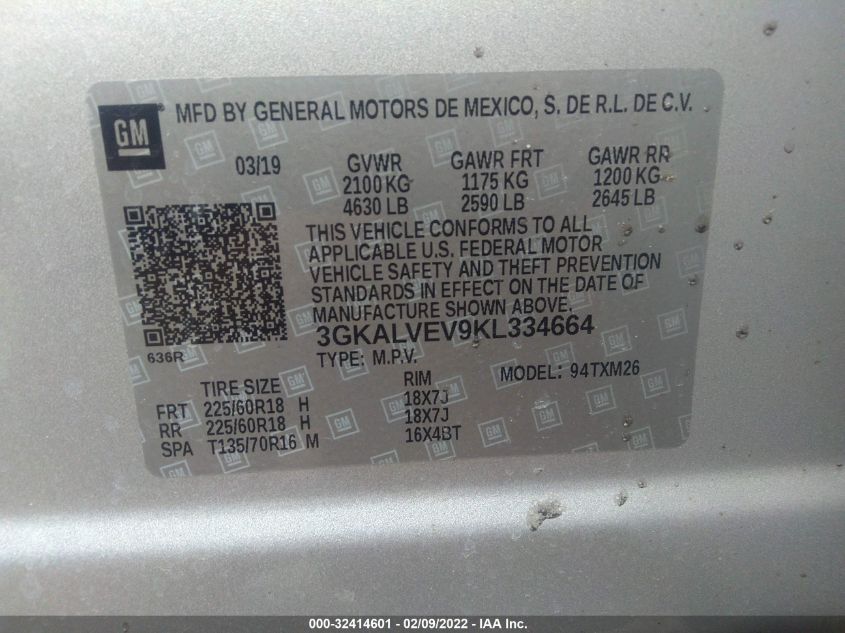 GM ® MFD BY GENERAL MOTORS DE MEXICO, S. DE R.L. DE C.V.
03/19 GVWR GAWR FRT GAWR RR
2100 KG 1175 KG 1200 KG
4630 LB 2590 LB 2645 LB
THIS VEHICLE CONFORMS TO ALL
APPLICABLE U.S. FEDERAL MOTOR
VEHICLE SAFETY AND THEFT PREVENTION
STANDARDS IN EFFECT ON THE DATE OF
MANUFACTURE SHOWN ABOVE.
3GKALVEV9KL334664
636R TYPE: M.P.V. MODEL: 94TXM26
TIRE SIZE RIM
FRT 225/60R18 H 18X7J
RR 225/60R18 H 18X7J
SPA T135/70R16 M 16X4BT
000-32414601 - 02/09/2022 - IAA Inc.